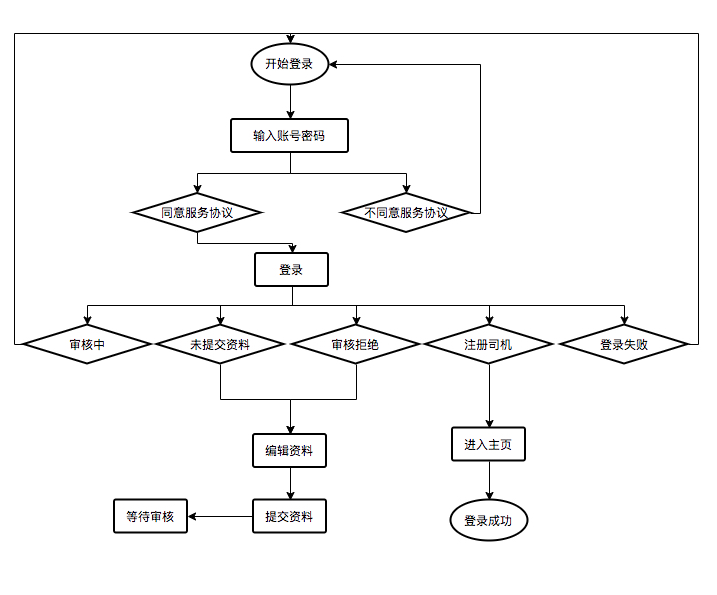 开始登录
输入账号密码
同意服务协议
不同意服务协议
登录
审核中
未提交资料
审核拒绝
注册司机
登录失败
编辑资料
进入主页
等待审核
提交资料
登录成功